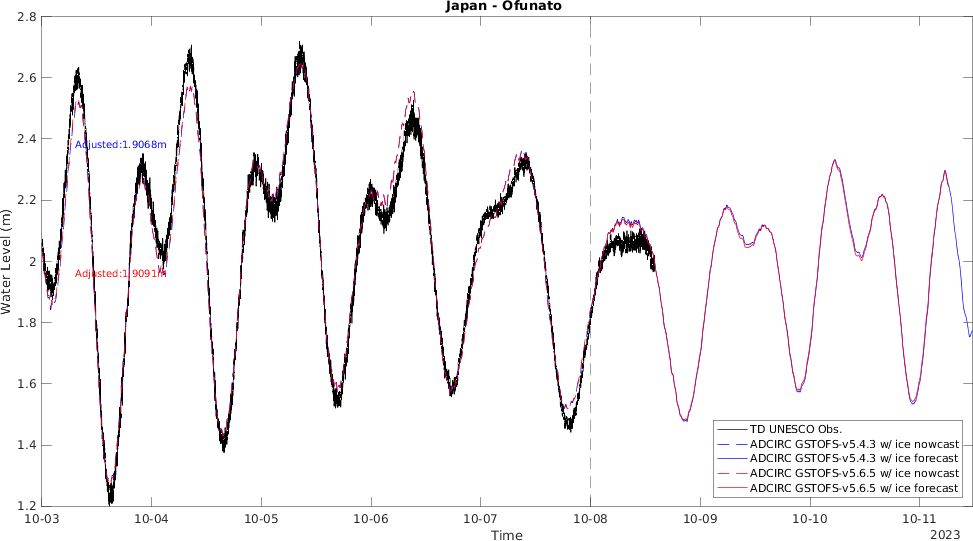 Japan - Ofunato
2.8
2.6
2.4
2.2
2
1.8
1.6
1.4
1.2
Water Level (m)
Adjusted:1.9068m
Adjusted:1.9091m
TD UNESCO Obs.
ADCIRC GSTOFS-v5.4.3 w/ ice nowcast
ADCIRC GSTOFS-v5.4.3 w/ ice forecast
ADCIRC GSTOFS-v5.6.5 w/ ice nowcast
ADCIRC GSTOFS-v5.6.5 w/ ice forecast
10-03 10-04 10-05 10-06 10-07 10-08 10-09 10-10 10-11
Time
2023